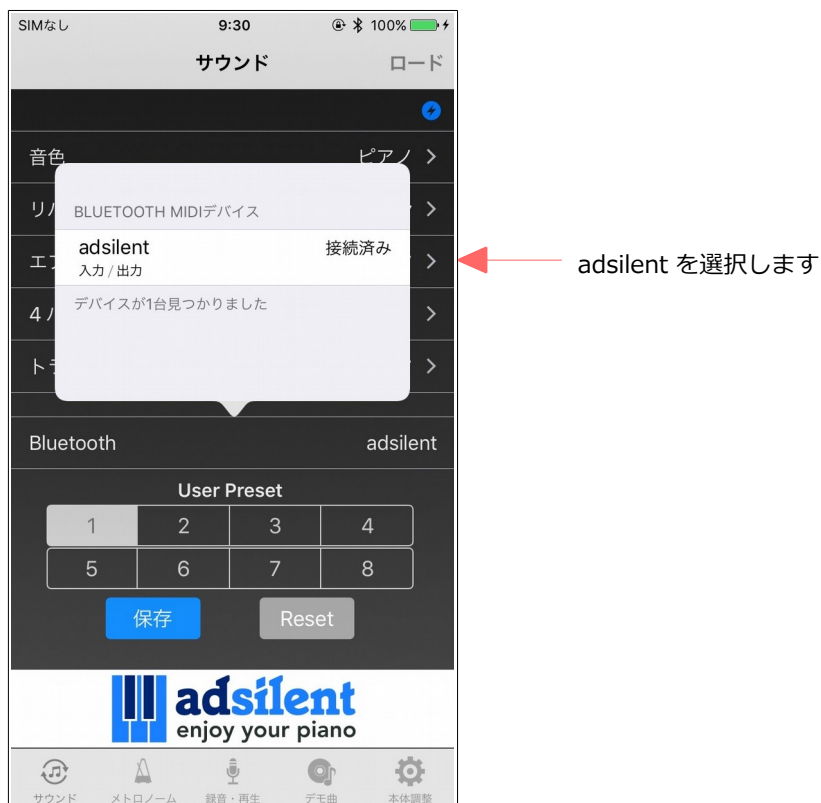 SIMなし 9:30 100%
サウンド ロード
音色 ピアノ
リバ
BLUETOOTH MIDIデバイス
adsilent 接続済み
入力 / 出力
adsilent を選択します
デバイスが1台見つかりました
Bluetooth adsilent
User Preset
1 2 3 4
5 6 7 8
保存 Reset
adsilent
enjoy your piano
サウンド メトロノーム 録音・再生 デモ曲 本体調整